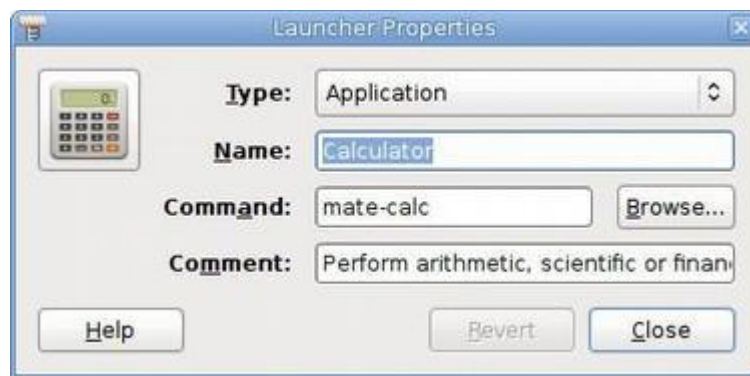 Launcher Properties
0.
Type: Application
Name: Calculator
Command: mate-calc Browse...
Comment: Perform arithmetic, scientific or finan
Help Revert Close